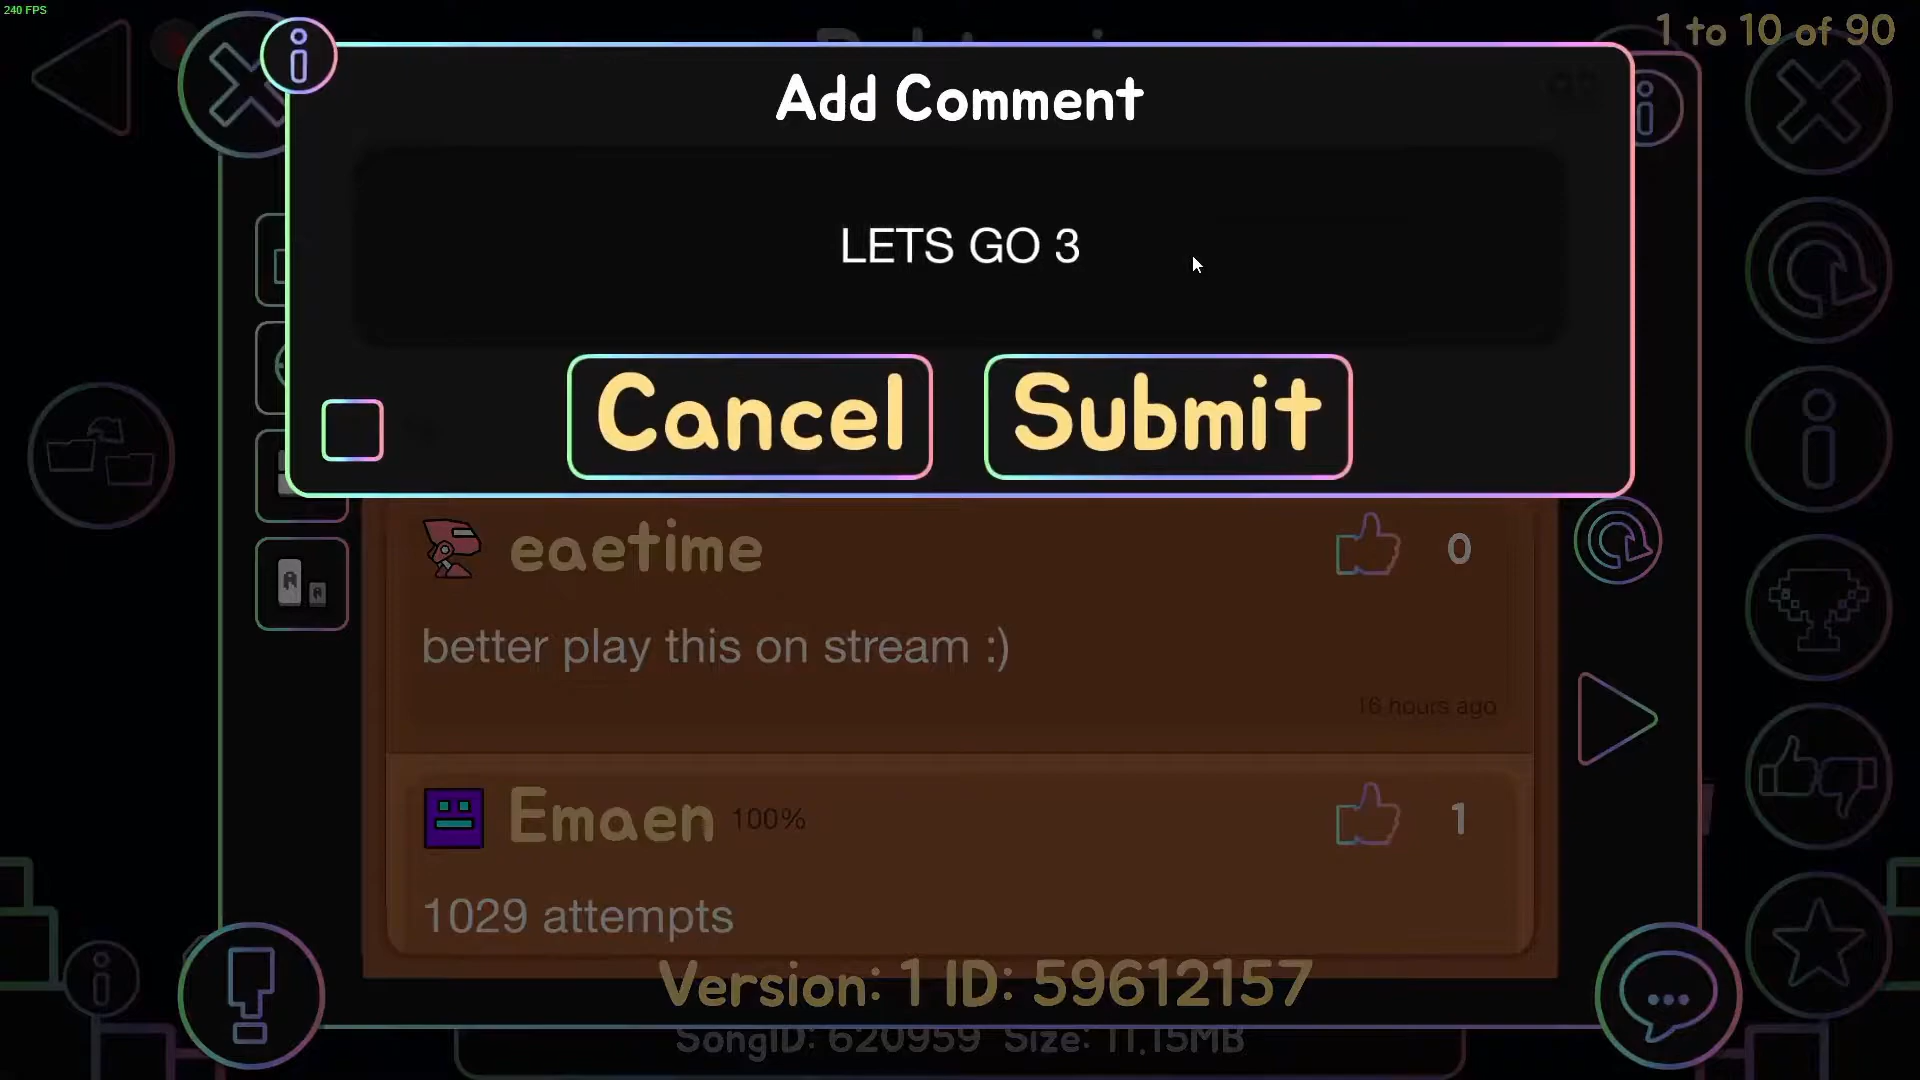 240 FPS
1 to 10 of 90
Add Comment
LETS GO 3
Cancel
Submit
eaetime
0
better play this on stream :)
16 hours ago
Emaen 100%
1
1029 attempts
Version: 1 ID: 59612157
SongID: 620959 Size: 11.15MB